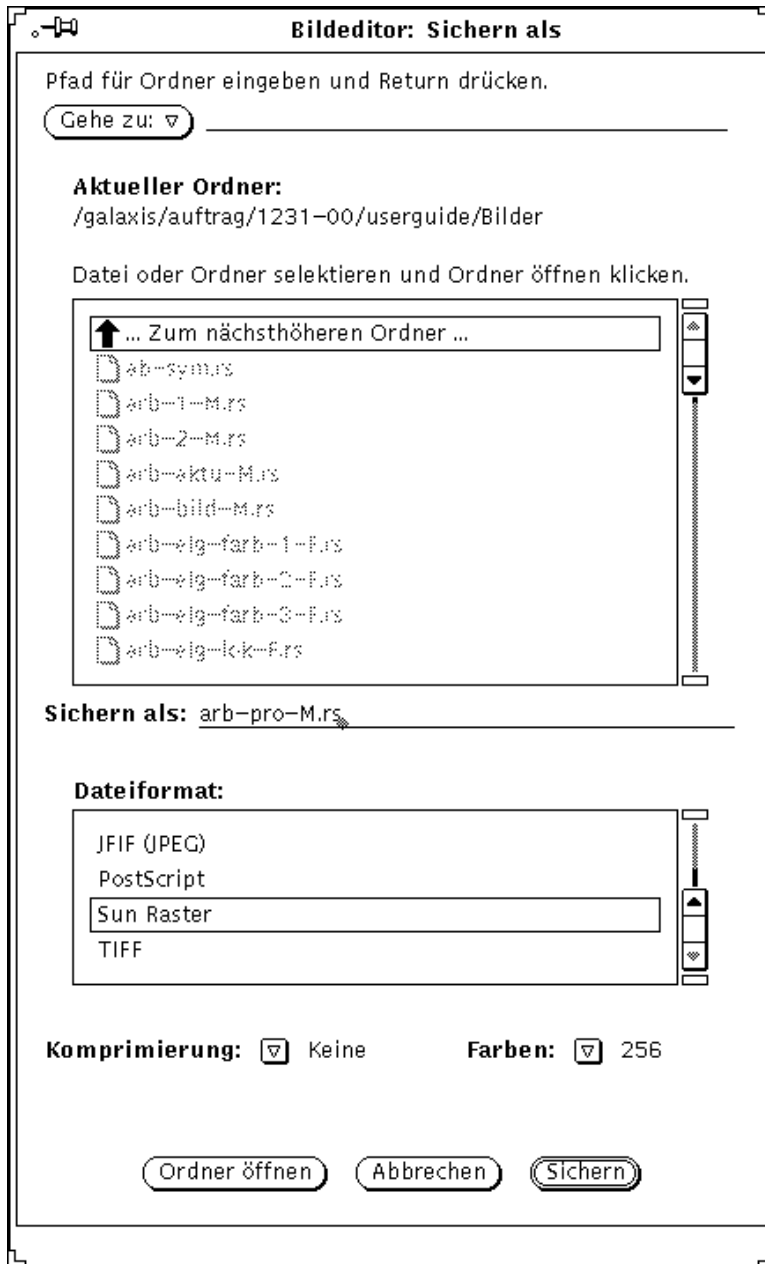 Bildeditor: Sichern als
Pfad für Ordner eingeben und Return drücken.
Gehe zu:
Aktueller Ordner:
/galaxis/auftrag/1231-00/userguide/Bilder
Datei oder Ordner selektieren und Ordner öffnen klicken.
... Zum nächsthöheren Ordner ...
ab-sym.rs
arb-1-M.rs
arb-2-M.rs
arb-aktu-M.rs
arb-bild-M.rs
arb-eig-farb-1-F.rs
arb-eig-farb-2-F.rs
arb-eig-farb-3-F.rs
arb-eig-lok-F.rs
Sichern als: arb-pro-M.rs
Dateiformat:
JFIF (JPEG)
PostScript
Sun Raster
TIFF
Komprimierung: Keine Farben: 256
Ordner öffnen Abbrechen Sichern